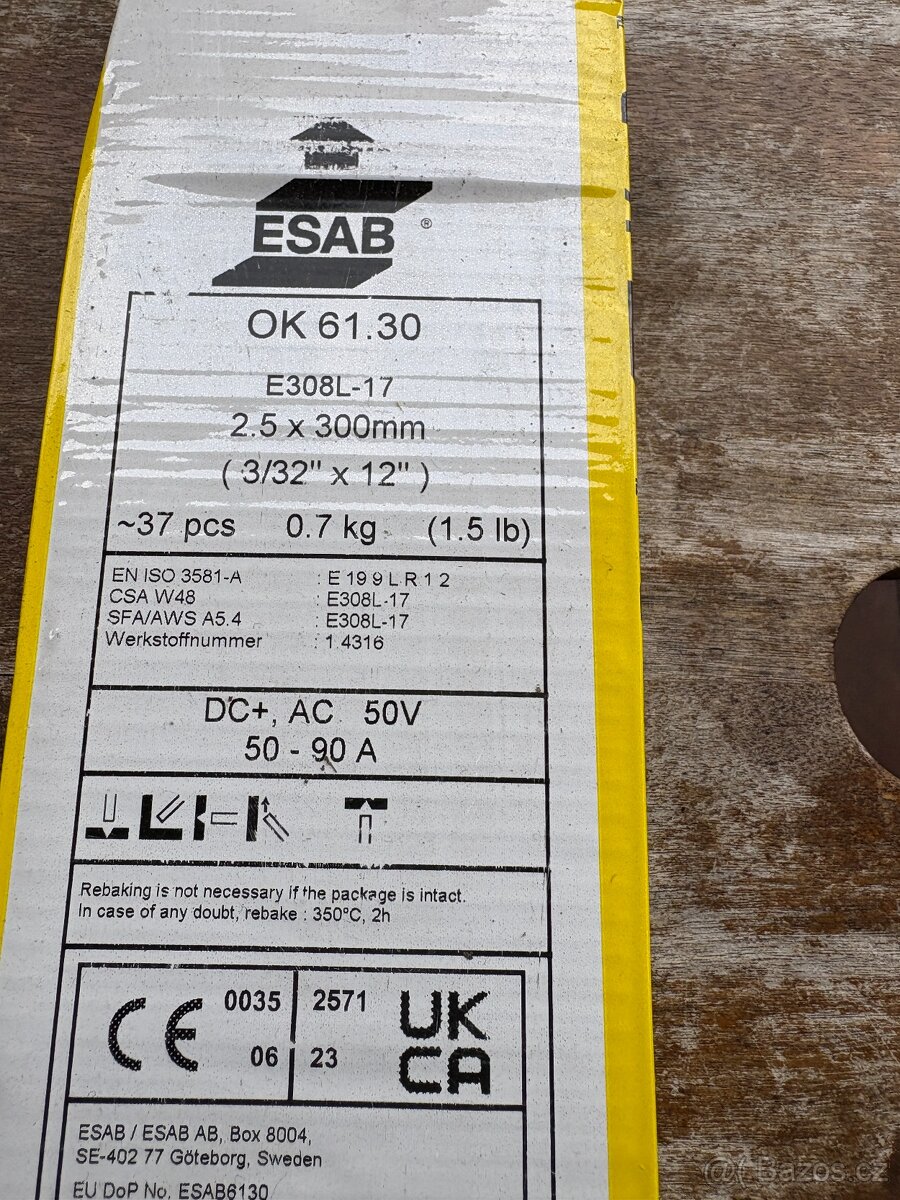 ESAB ®
OK 61.30
E308L-17
2.5 x 300mm
( 3/32" x 12" )
~37 pcs 0.7 kg (1.5 lb)
EN ISO 3581-A : E 19 9 L R 1 2
CSA W48 : E308L-17
SFA/AWS A5.4 : E308L-17
Werkstoffnummer : 1.4316
DC+, AC 50V
50 - 90 A
Rebaking is not necessary if the package is intact.
In case of any doubt, rebake : 350°C, 2h
CE 0035 2571 UK
06 23 CA
ESAB / ESAB AB, Box 8004,
SE-402 77 Göteborg, Sweden
EU DoP No. ESAB6130
Bazos.cz